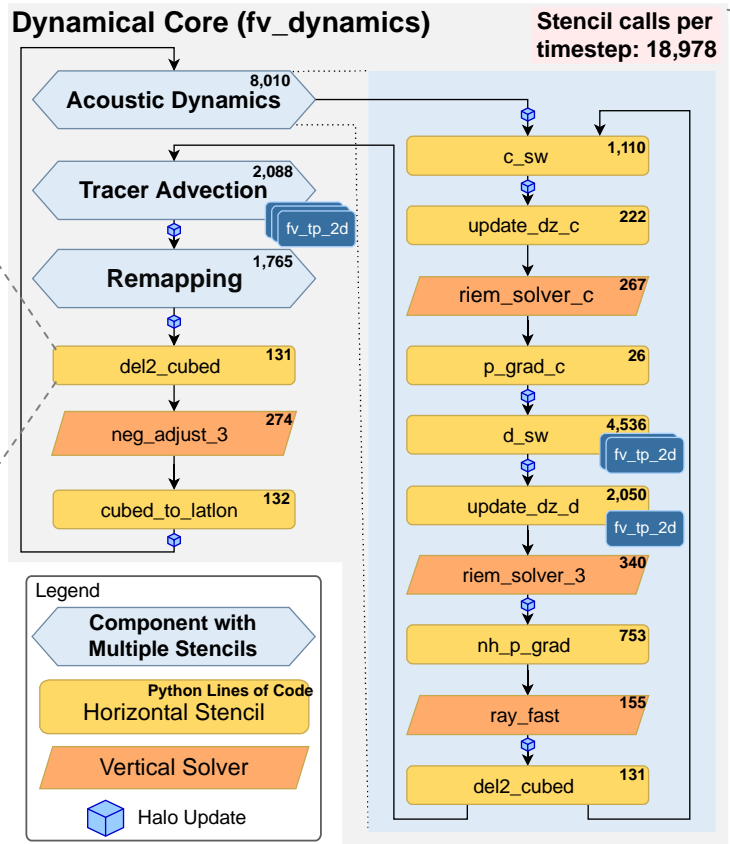 Dynamical Core (fv_dynamics)
Stencil calls per
timestep: 18,978
8,010
Acoustic Dynamics
2,088
Tracer Advection
fv_tp_2d
1,765
Remapping
131
del2_cubed
274
neg_adjust_3
132
cubed_to_latlon
1,110
c_sw
222
update_dz_c
267
riem_solver_c
26
p_grad_c
4,536
d_sw
fv_tp_2d
2,050
update_dz_d
fv_tp_2d
340
riem_solver_3
753
nh_p_grad
155
ray_fast
131
del2_cubed
Legend
Component with
Multiple Stencils
Python Lines of Code
Horizontal Stencil
Vertical Solver
Halo Update